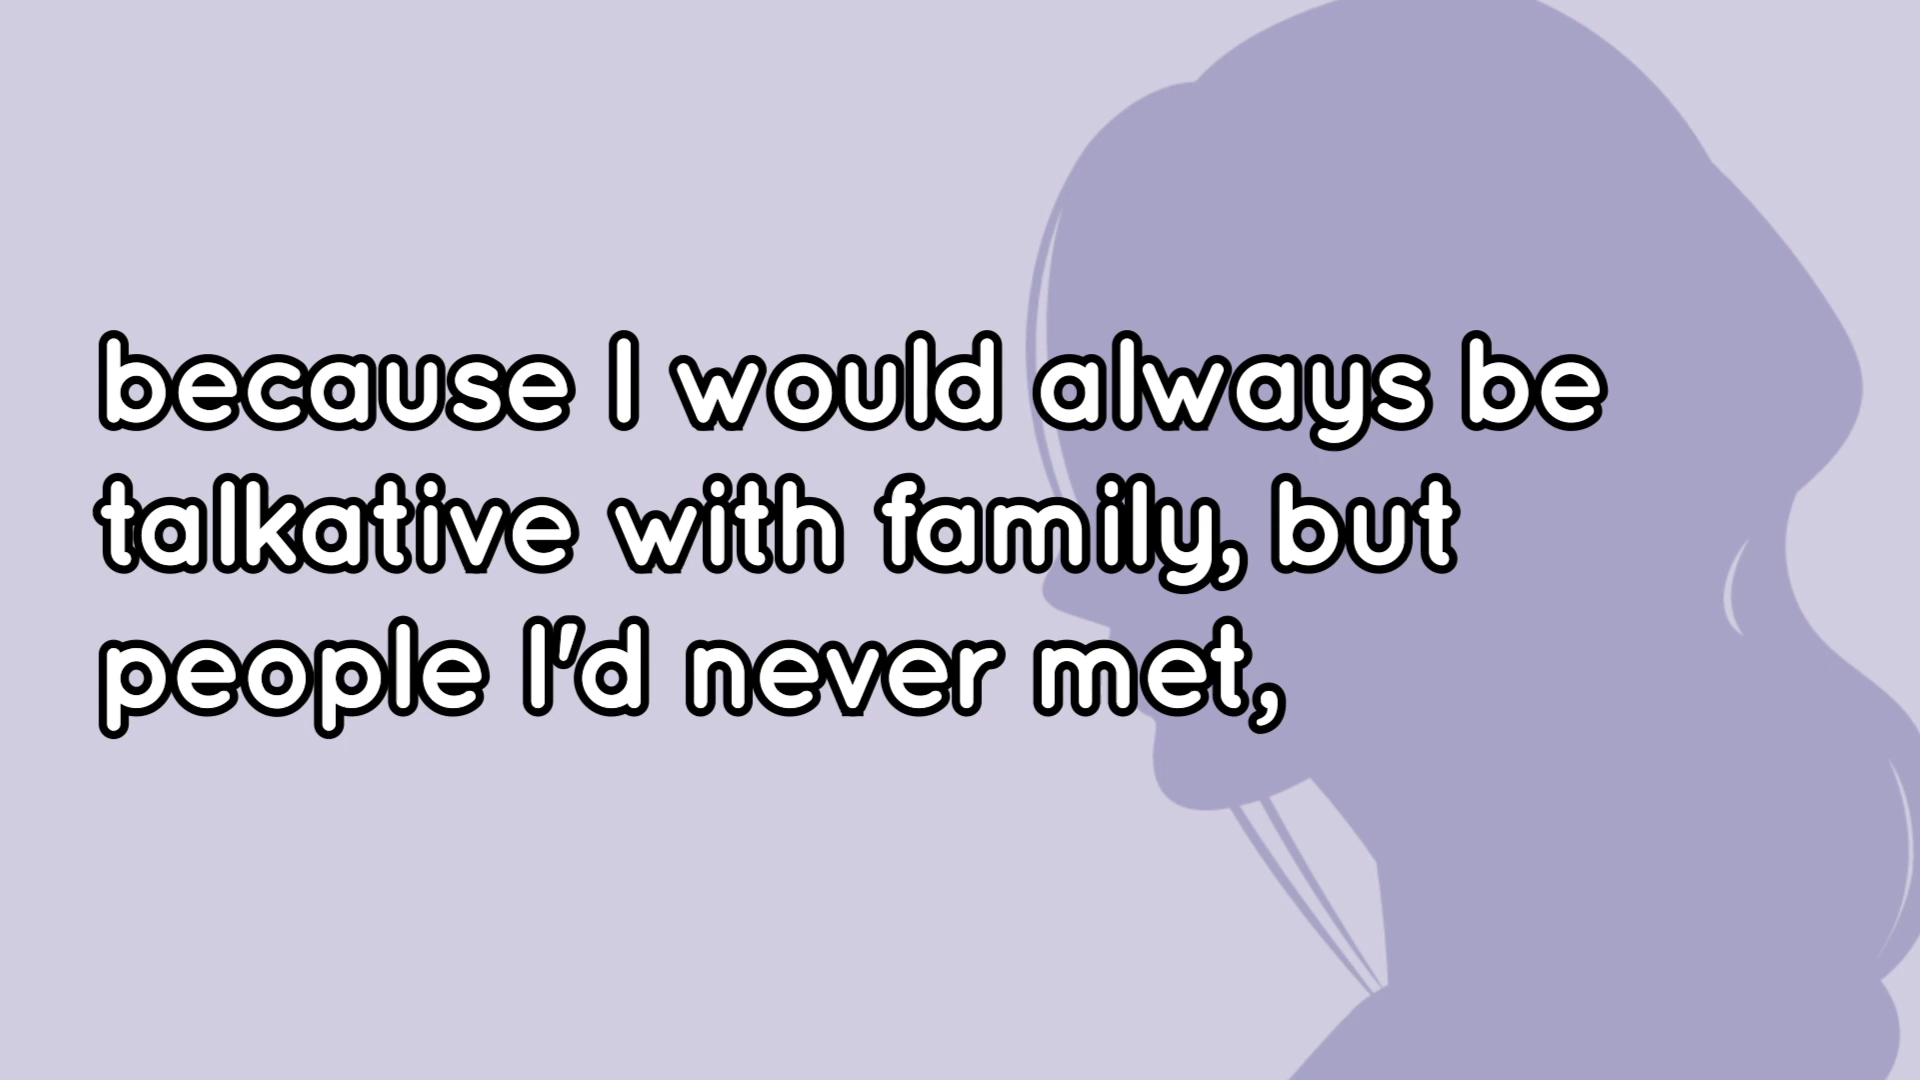 because I would always be
talkative with family, but
people I'd never met,